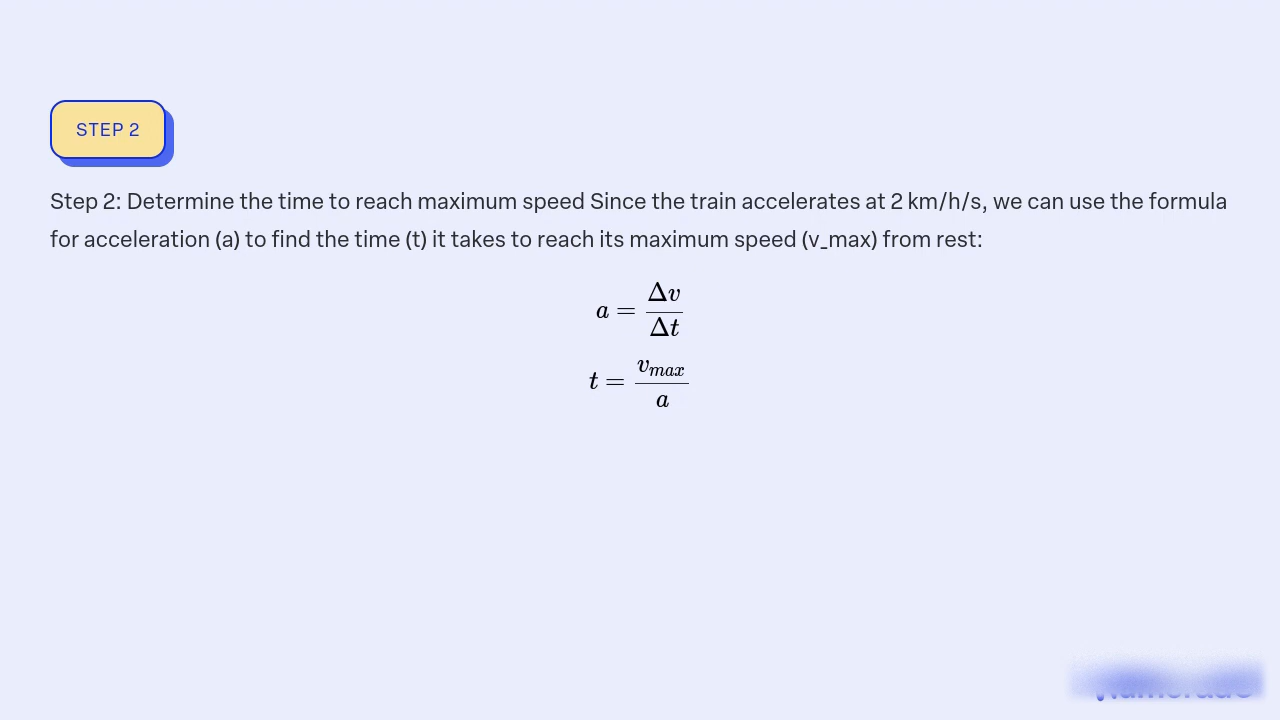 STEP 2
Step 2: Determine the time to reach maximum speed Since the train accelerates at 2 km/h/s, we can use the formula
for acceleration (a) to find the time (t) it takes to reach its maximum speed (v_max) from rest:
a = Δv / Δt
t = v_max / a